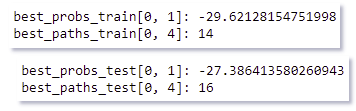 best_probs_train[0, 1]: -29.62128154751998
best_paths_train[0, 4]: 14
best_probs_test[0, 1]: -27.386413580260943
best_paths_test[0, 4]: 16